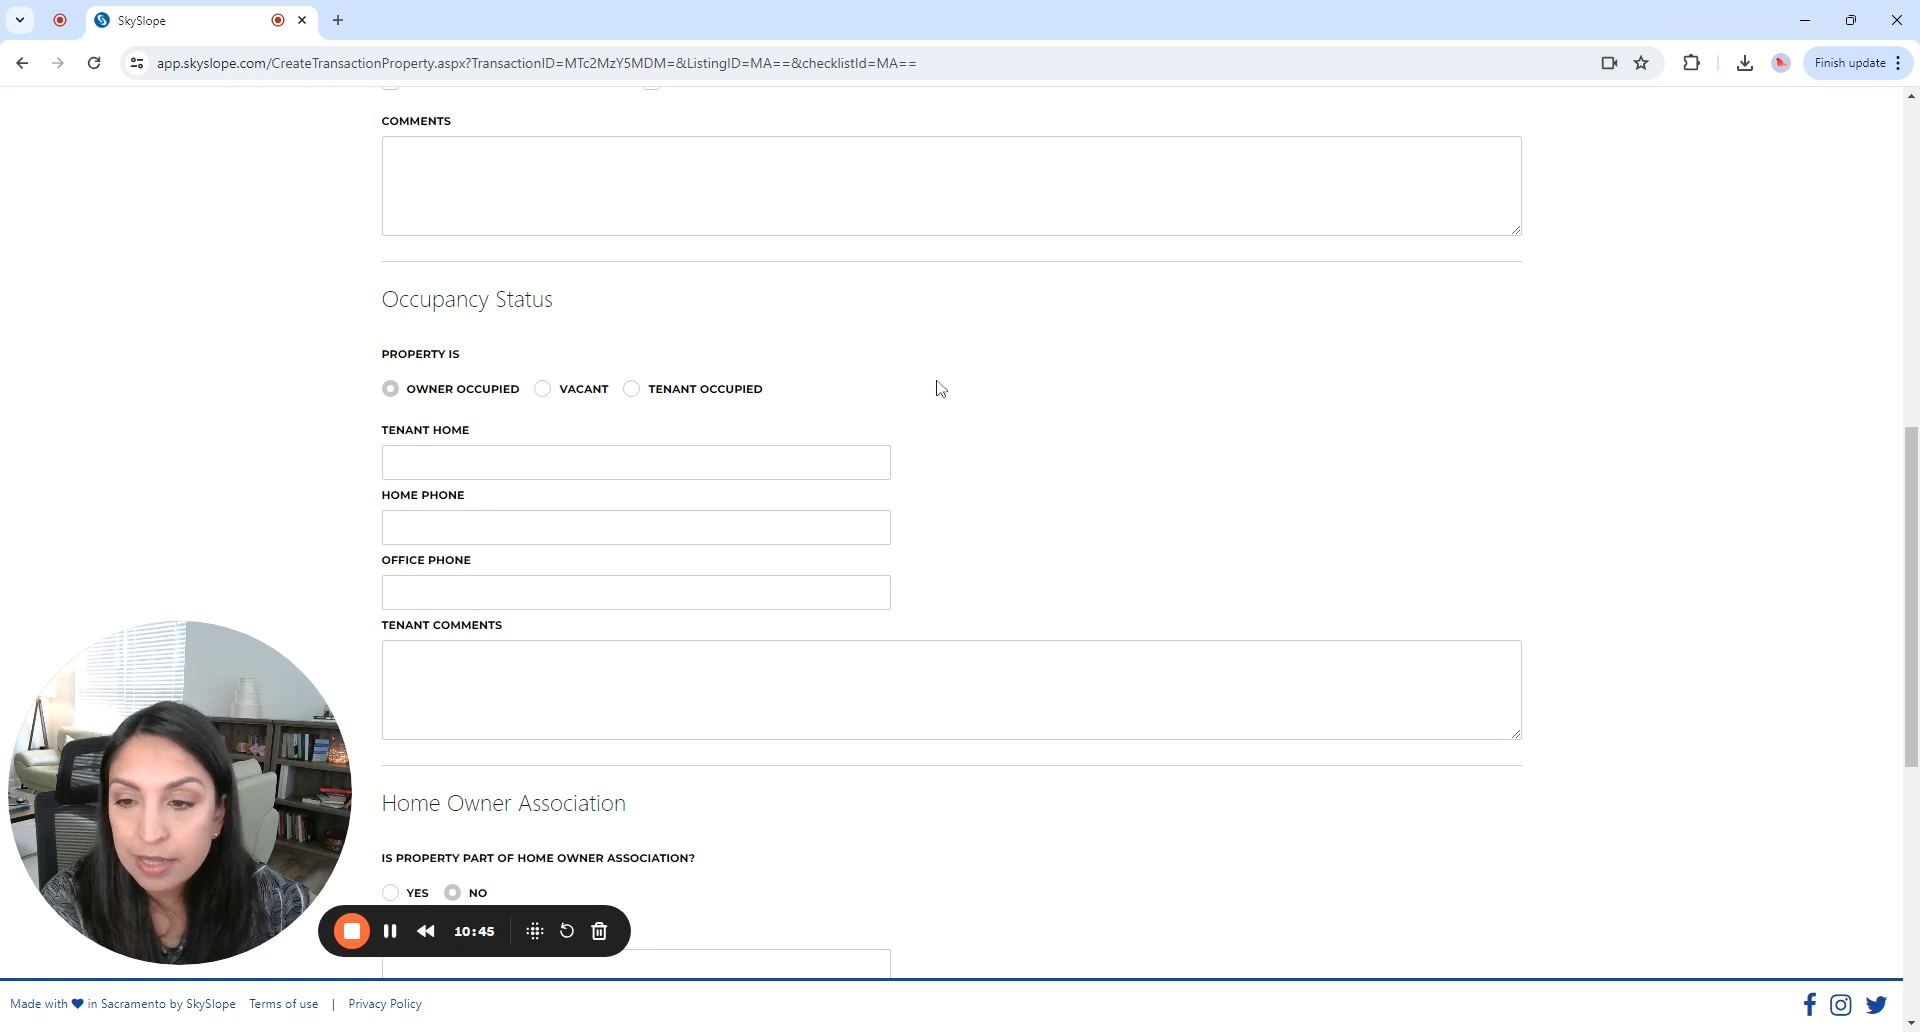 SkySlope
app.skyslope.com/CreateTransactionProperty.aspx?TransactionID=MTc2MzY5MDM=&ListingID=MA==&checklistId=MA==
Finish update
COMMENTS
Occupancy Status
PROPERTY IS
OWNER OCCUPIED VACANT TENANT OCCUPIED
TENANT HOME
HOME PHONE
OFFICE PHONE
TENANT COMMENTS
Home Owner Association
IS PROPERTY PART OF HOME OWNER ASSOCIATION?
YES NO
10:45
Made with in Sacramento by SkySlope Terms of use | Privacy Policy